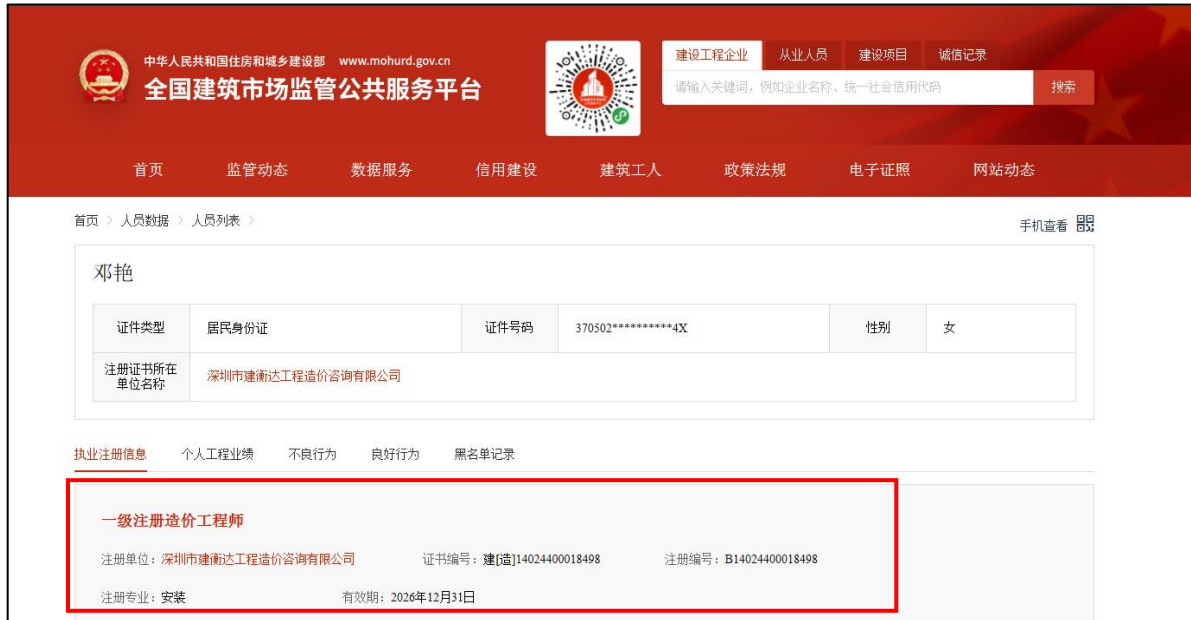 中华人民共和国住房和城乡建设部 www.mohurd.gov.cn
全国建筑市场监管公共服务平台
建设工程企业 从业人员 建设项目 诚信记录
请输入关键词，例如企业名称、统一社会信用代码 搜索
首页 监管动态 数据服务 信用建设 建筑工人 政策法规 电子证照 网站动态
首页 > 人员数据 > 人员列表 >
手机查看
邓艳
证件类型 居民身份证 证件号码 370502**********4X 性别 女
注册证书所在
单位名称
深圳市建衡达工程造价咨询有限公司
执业注册信息 个人工程业绩 不良行为 良好行为 黑名单记录
一级注册造价工程师
注册单位：深圳市建衡达工程造价咨询有限公司 证书编号：建[造]14024400018498 注册编号：B14024400018498
注册专业：安装 有效期：2026年12月31日